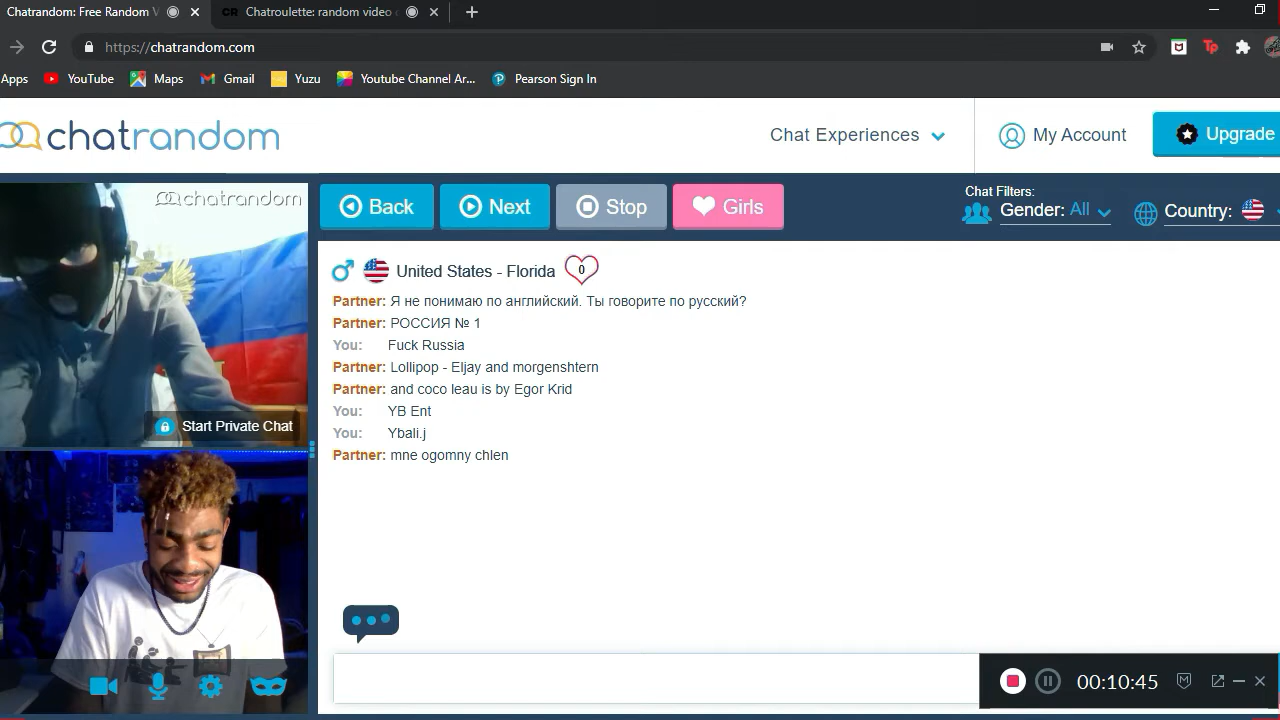 Chatrandom: Free Random V
CR Chatroulette: random video
https://chatrandom.com
Apps YouTube Maps Gmail Yuzu Youtube Channel Ar... Pearson Sign In
chatrandom
Chat Experiences
My Account
Upgrade
chatrandom
Back
Next
Stop
Girls
Chat Filters:
Gender: All
Country:
United States - Florida 0
Partner: Я не понимаю по английский. Ты говорите по русский?
Partner: РОССИЯ № 1
You: Fuck Russia
Partner: Lollipop - Eljay and morgenshtern
Partner: and coco leau is by Egor Krid
You: YB Ent
You: Ybali.j
Partner: mne ogomny chlen
Start Private Chat
00:10:45